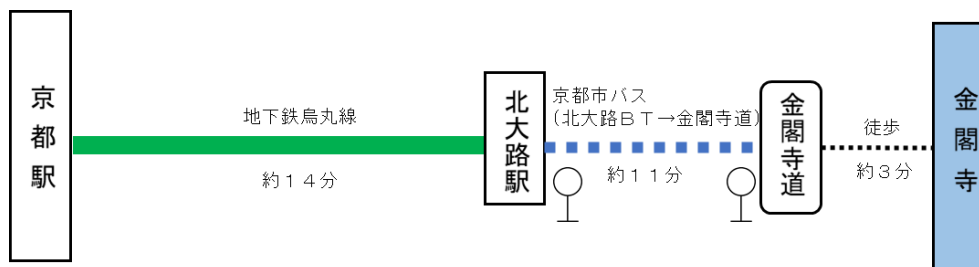 京都駅
地下鉄烏丸線
約１４分
北大路駅
京都市バス
(北大路ＢＴ→金閣寺道)
約１１分
金閣寺道
徒歩
約３分
金閣寺